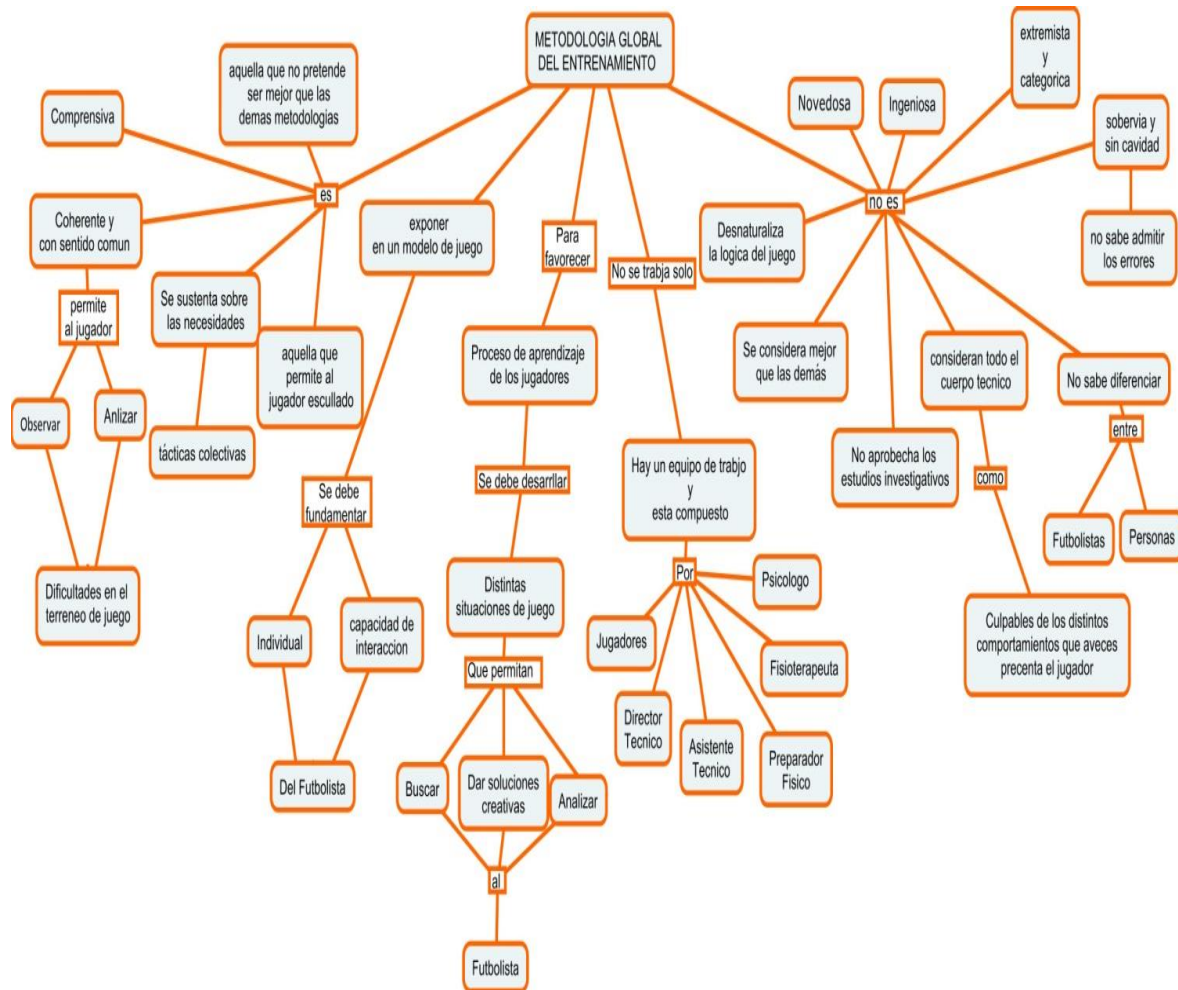 METODOLOGIA GLOBAL
DEL ENTRENAMIENTO
es
Comprensiva
aquella que no pretende
ser mejor que las
demas metodologias
Coherente y
con sentido comun
permite
al jugador
Observar
Anlizar
Dificultades en el
terreneo de juego
Se sustenta sobre
las necesidades
tácticas colectivas
aquella que
permite al
jugador escullado
exponer
en un modelo de juego
Se debe
fundamentar
Individual
capacidad de
interaccion
Del Futbolista
Para
favorecer
Proceso de aprendizaje
de los jugadores
Se debe desarrllar
Distintas
situaciones de juego
Que permitan
Buscar
Dar soluciones
creativas
Analizar
al
Futbolista
No se trabja solo
Hay un equipo de trabjo
y
esta compuesto
Por
Jugadores
Director
Tecnico
Asistente
Tecnico
Preparador
Fisico
Fisioterapeuta
Psicologo
no es
Novedosa
Ingeniosa
extremista
y
categorica
sobervia y
sin cavidad
no sabe admitir
los errores
Desnaturaliza
la logica del juego
Se considera mejor
que las demás
No aprobecha los
estudios investigativos
consideran todo el
cuerpo tecnico
como
Culpables de los distintos
comportamientos que aveces
precenta el jugador
No sabe diferenciar
entre
Futbolistas
Personas